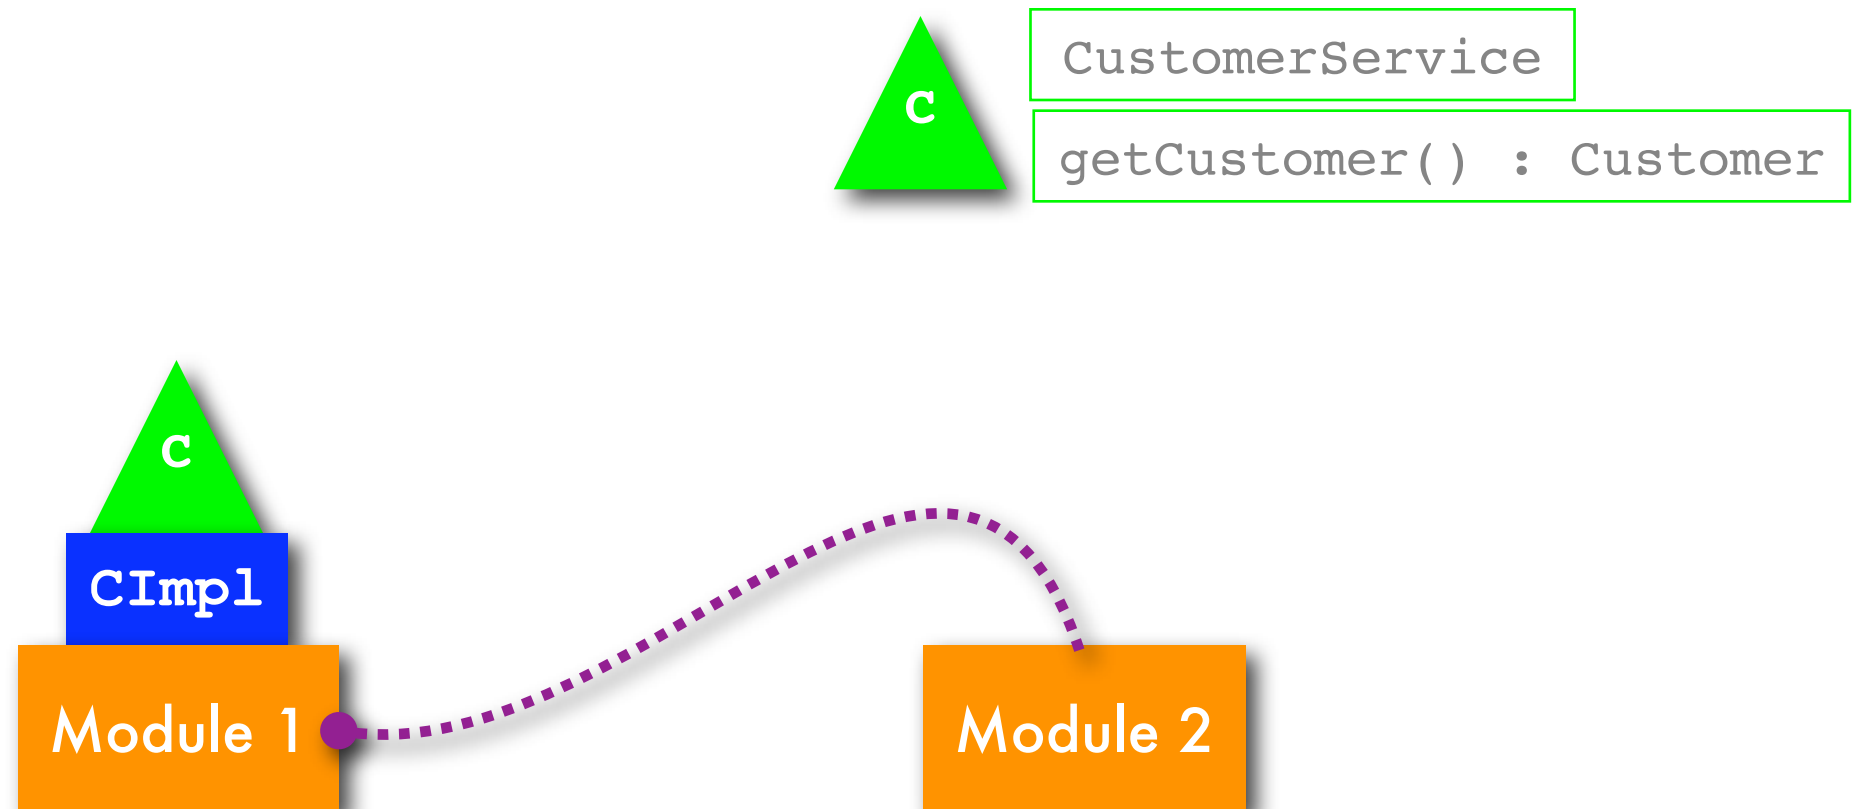 C
CustomerService
getCustomer() : Customer
C
CImpl
Module 1
Module 2